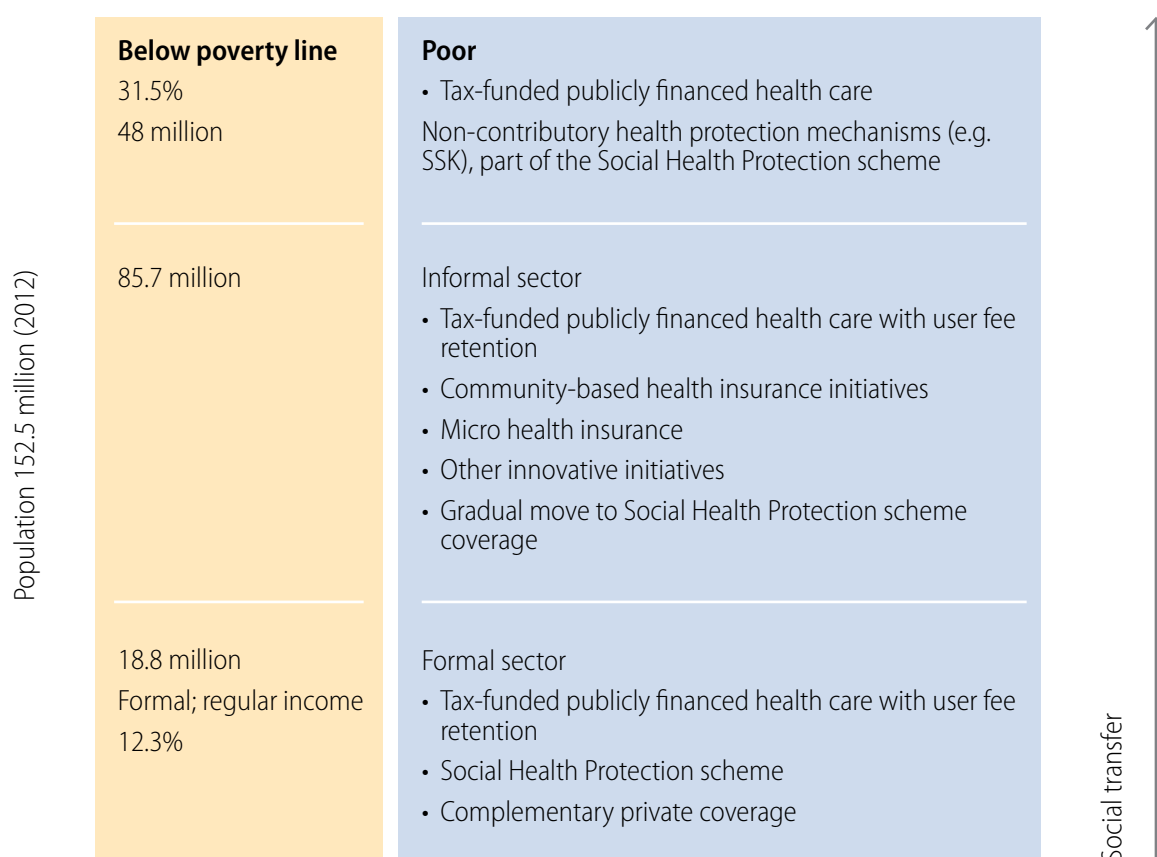 Population 152.5 million (2012)
Below poverty line
31.5%
48 million
Poor
• Tax-funded publicly financed health care
Non-contributory health protection mechanisms (e.g.
SSK), part of the Social Health Protection scheme
85.7 million
Informal sector
• Tax-funded publicly financed health care with user fee
retention
• Community-based health insurance initiatives
• Micro health insurance
• Other innovative initiatives
• Gradual move to Social Health Protection scheme
coverage
18.8 million
Formal; regular income
12.3%
Formal sector
• Tax-funded publicly financed health care with user fee
retention
• Social Health Protection scheme
• Complementary private coverage
Social transfer